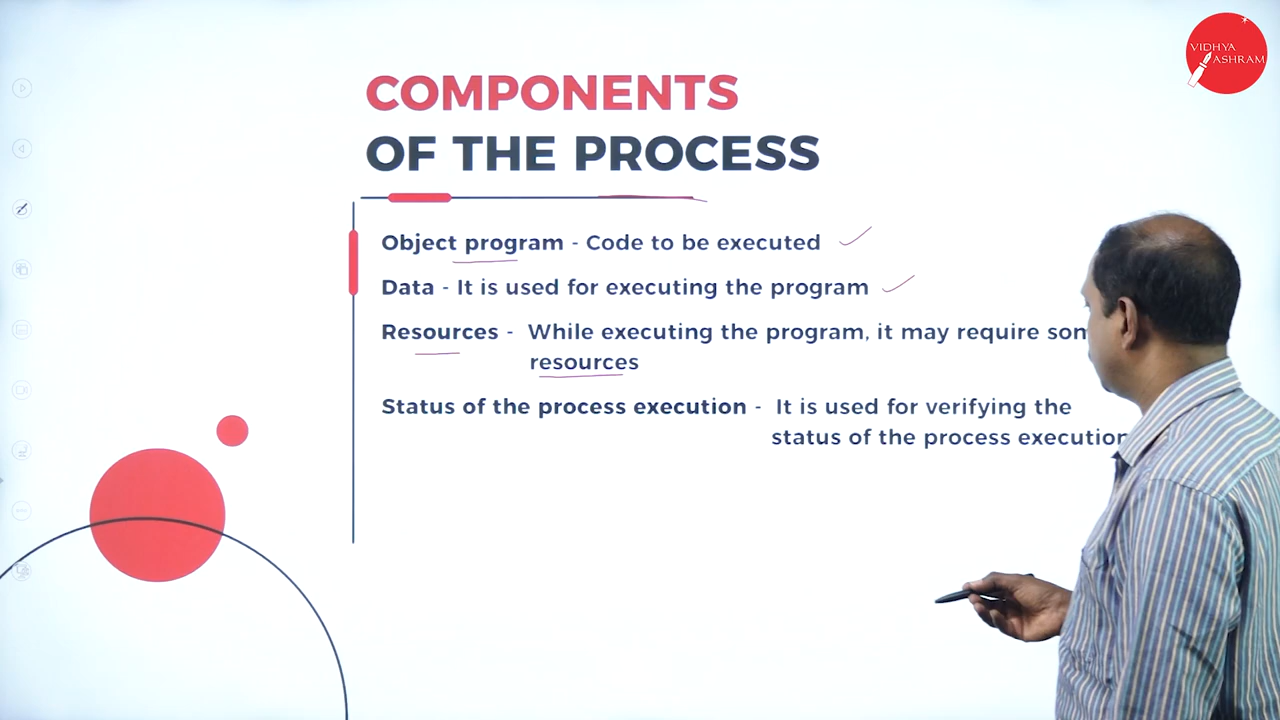 VIDHYA
ASHRAM
COMPONENTS
OF THE PROCESS
Object program - Code to be executed
Data - It is used for executing the program
Resources - While executing the program, it may require
resources
Status of the process execution - It is used for verifying the
status of the process execution